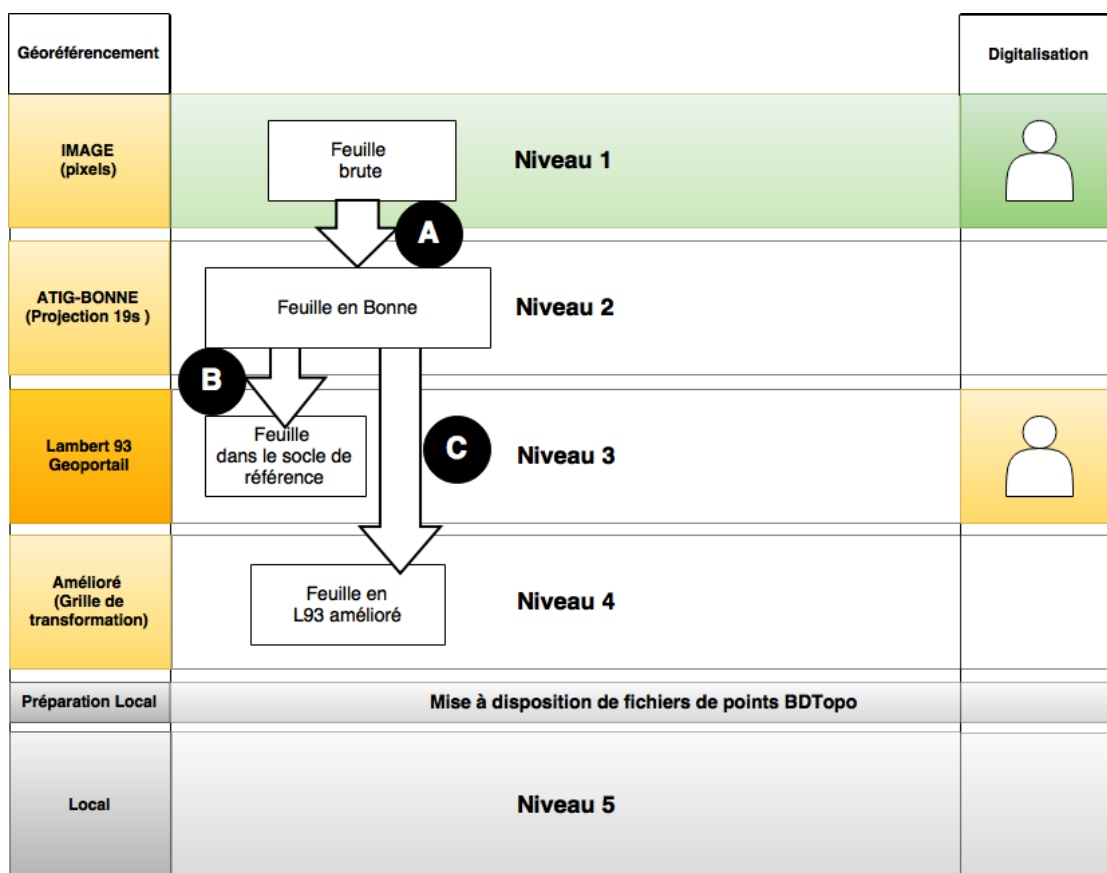 Géoréférencement
Digitalisation
IMAGE
(pixels)
Feuille
brute
Niveau 1
A
ATIG-BONNE
(Projection 19s )
Feuille en Bonne
Niveau 2
B
Lambert 93
Geoportail
Feuille
dans le socle de
référence
C
Niveau 3
Amélioré
(Grille de
transformation)
Feuille en
L93 amélioré
Niveau 4
Préparation Local
Mise à disposition de fichiers de points BDTopo
Local
Niveau 5